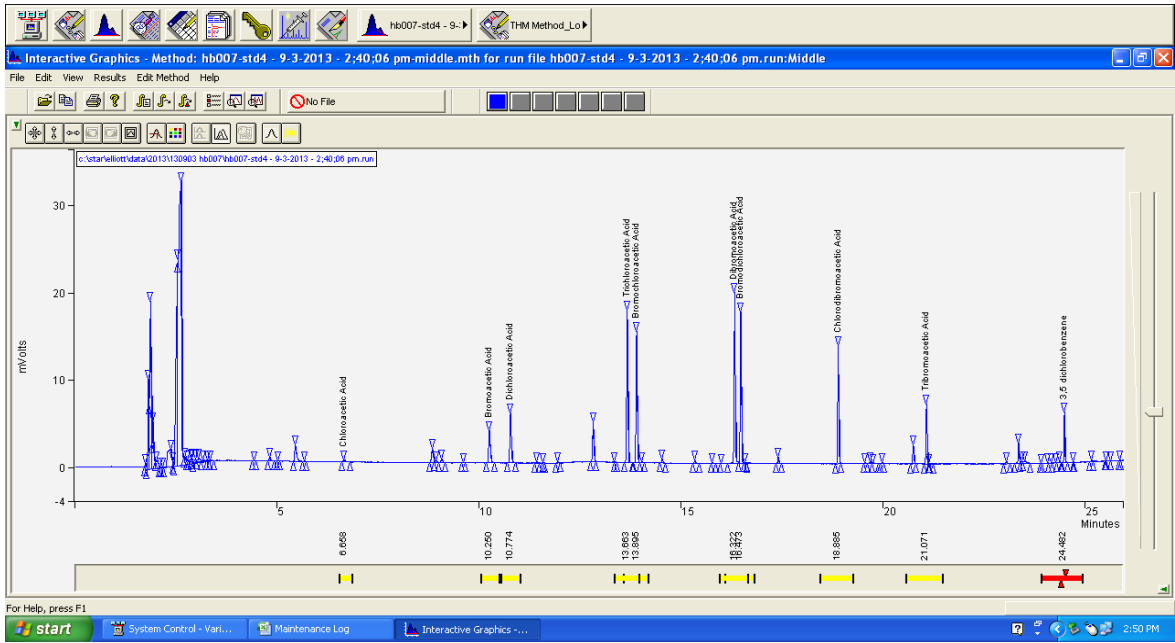 hb007-std4 - 9-:
THM Method_Lo
Interactive Graphics - Method: hb007-std4 - 9-3-2013 - 2;40;06 pm-middle.mth for run file hb007-std4 - 9-3-2013 - 2;40;06 pm.run:Middle
File Edit View Results Edit Method Help
No File
c:\star\elliott\data\2013\130903 hb007\hb007-std4 - 9-3-2013 - 2;40;06 pm.run
30
20
10
0
-4
mVolts
Chloroacetic Acid
Bromoacetic Acid
Dichloroacetic Acid
Trichloroacetic Acid
Bromochloroacetic Acid
Dibromoacetic Acid
Bromodichloroacetic Acid
Chlorodibromoacetic Acid
Tribromoacetic Acid
3,5 dichlorobenzene
5
10
15
20
25
Minutes
6.658
10.260
10.774
13.663
13.895
16.322
16.473
18.885
21.071
24.482
For Help, press F1
start
System Control - Vari...
Maintenance Log
Interactive Graphics -...
2:50 PM